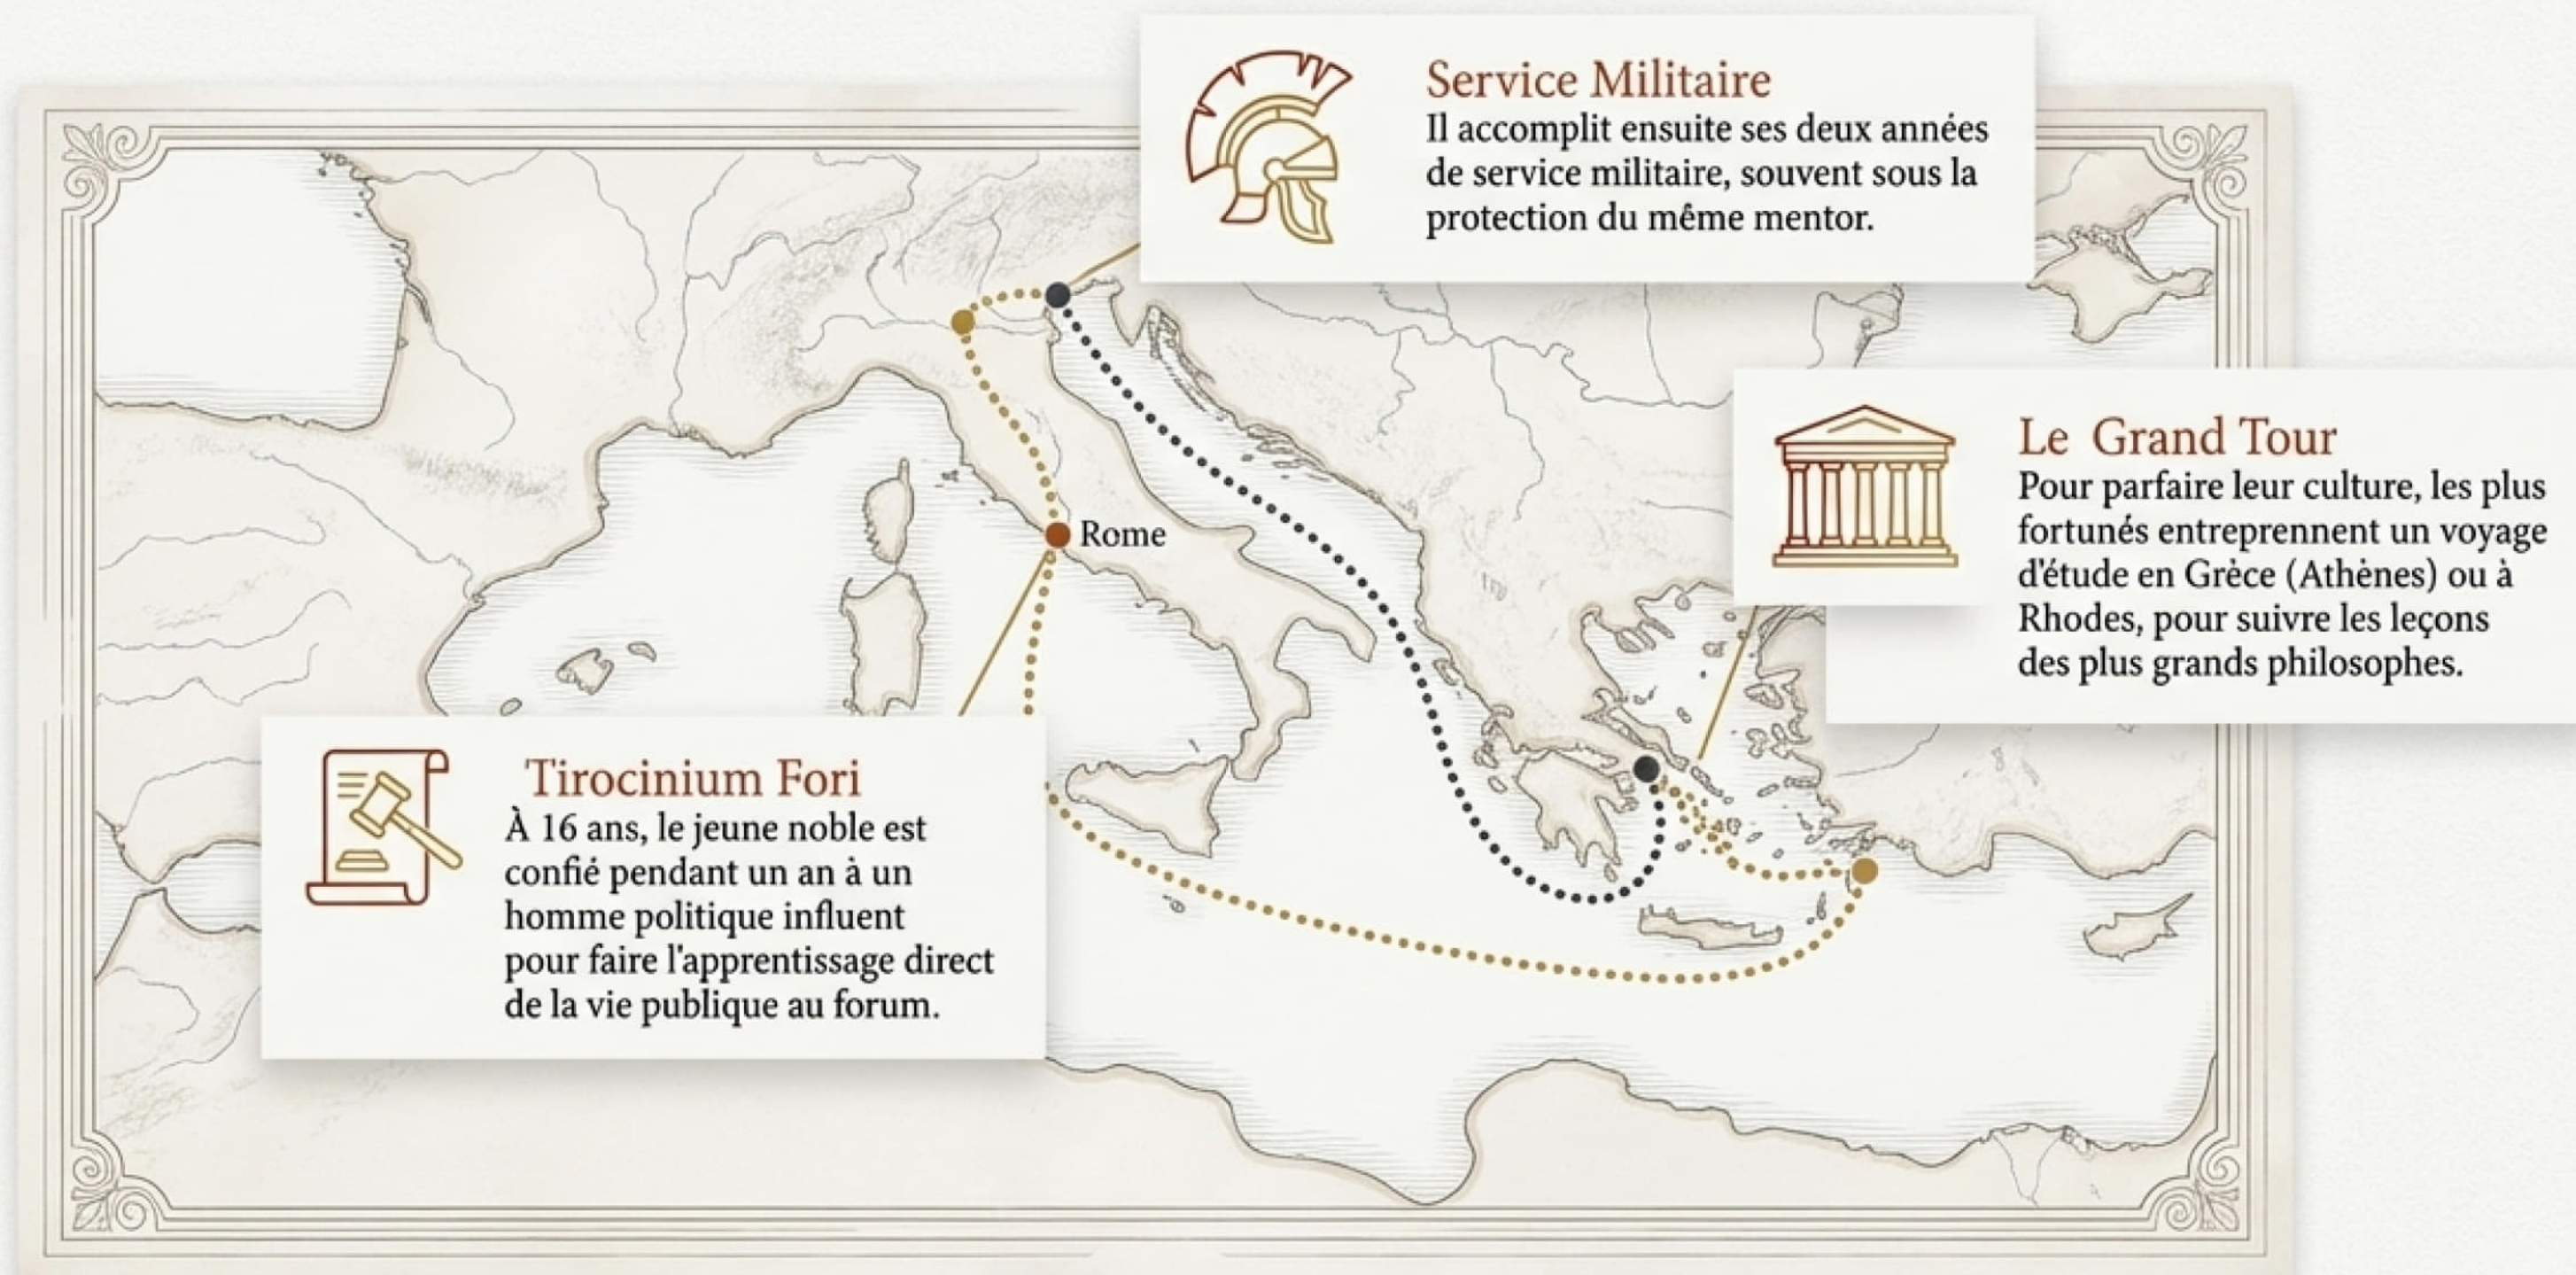 Service Militaire
Il accomplit ensuite ses deux années
de service militaire, souvent sous la
protection du même mentor.
Le Grand Tour
Pour parfaire leur culture, les plus
fortunés entreprennent un voyage
d'étude en Grèce (Athènes) ou à
Rhodes, pour suivre les leçons
des plus grands philosophes.
Rome
Tirocinium Fori
À 16 ans, le jeune noble est
confié pendant un an à un
homme politique influent
pour faire l'apprentissage direct
de la vie publique au forum.